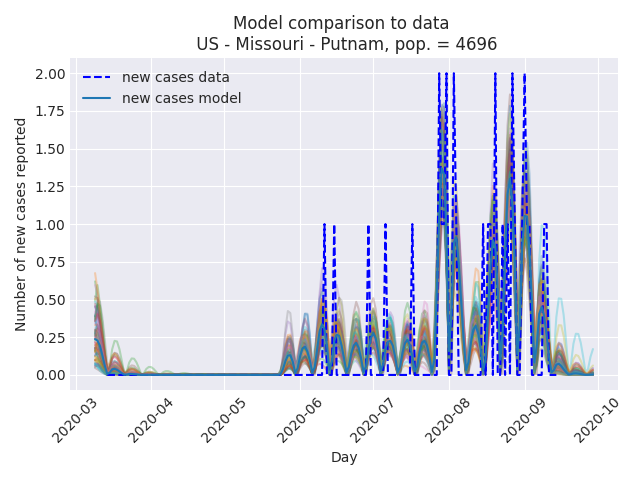 Model comparison to data
US - Missouri - Putnam, pop. = 4696
new cases data
new cases model
Number of new cases reported
2.00
1.75
1.50
1.25
1.00
0.75
0.50
0.25
0.00
2020-03
2020-04
2020-05
2020-06
2020-07
2020-08
2020-09
2020-10
Day